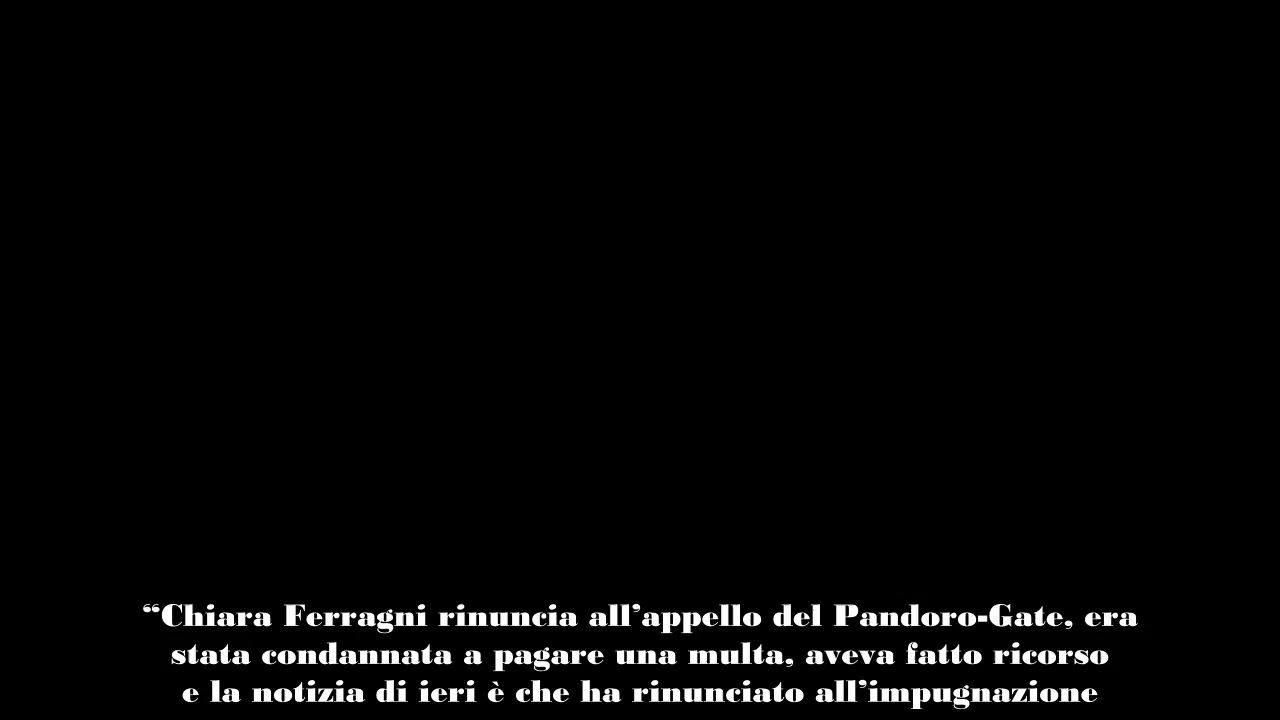 “Chiara Ferragni rinuncia all’appello del Pandoro-Gate, era
stata condannata a pagare una multa, aveva fatto ricorso
e la notizia di ieri è che ha rinunciato all’impugnazione